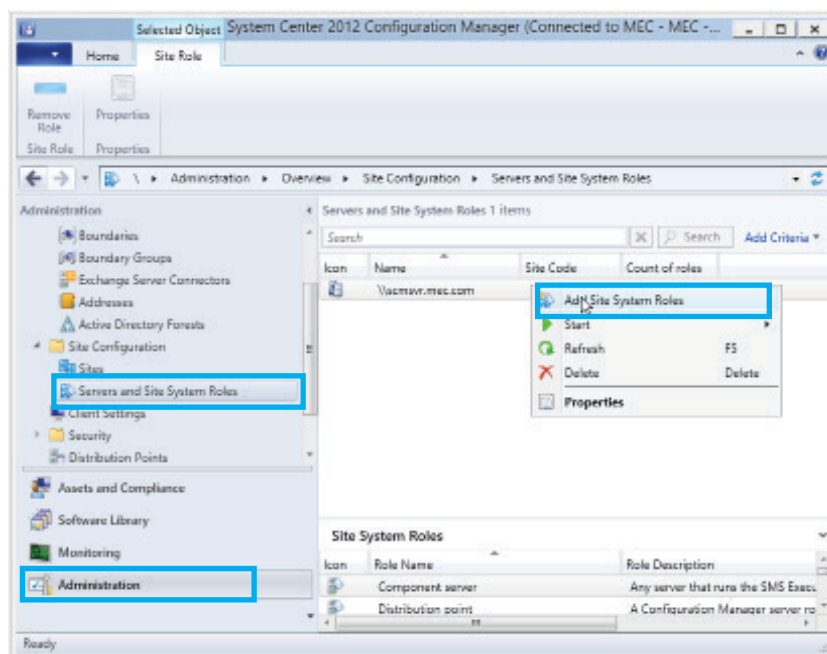 Selected Object System Center 2012 Configuration Manager (Connected to MEC - MEC -...
Home Site Role
Remove Role
Properties
Site Role Properties
\ Administration Overview Site Configuration Servers and Site System Roles
Administration
Boundaries
Boundary Groups
Exchange Server Connectors
Addresses
Active Directory Forests
Site Configuration
Sites
Servers and Site System Roles
Client Settings
Security
Distribution Points
Assets and Compliance
Software Library
Monitoring
Administration
Servers and Site System Roles 1 items
Search Search Add Criteria
Icon Name Site Code Count of roles
\\scmsvr.mec.com
Add Site System Roles
Start
Refresh F5
Delete Delete
Properties
Site System Roles
Icon Role Name Role Description
Component server Any server that runs the SMS Execu
Distribution point A Configuration Manager server ro
Ready